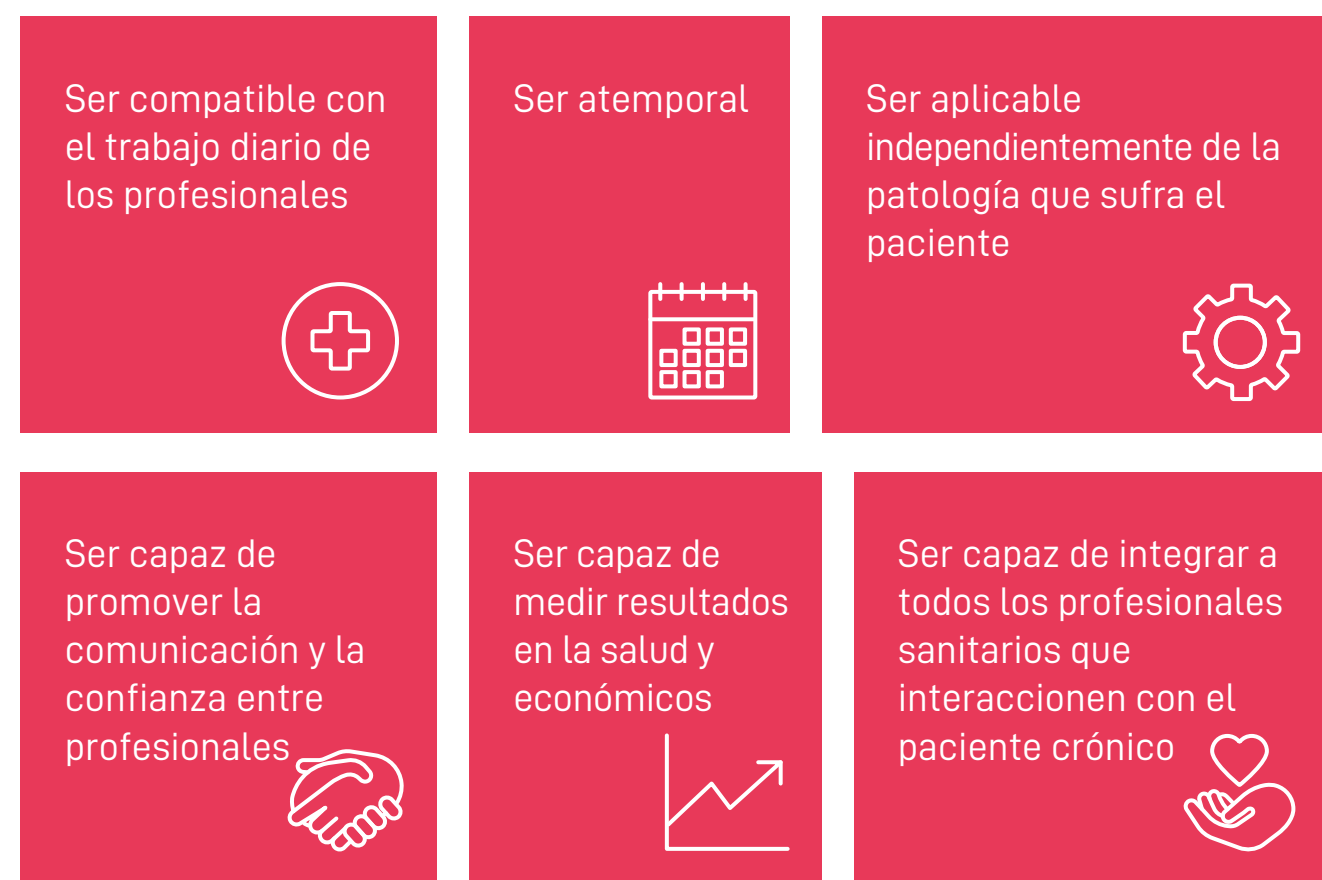 Ser compatible con
el trabajo diario de
los profesionales
Ser atemporal
Ser aplicable
independientemente de la
patología que sufra el
paciente
Ser capaz de
promover la
comunicación y la
confianza entre
profesionales
Ser capaz de
medir resultados
en la salud y
económicos
Ser capaz de integrar a
todos los profesionales
sanitarios que
interaccionen con el
paciente crónico